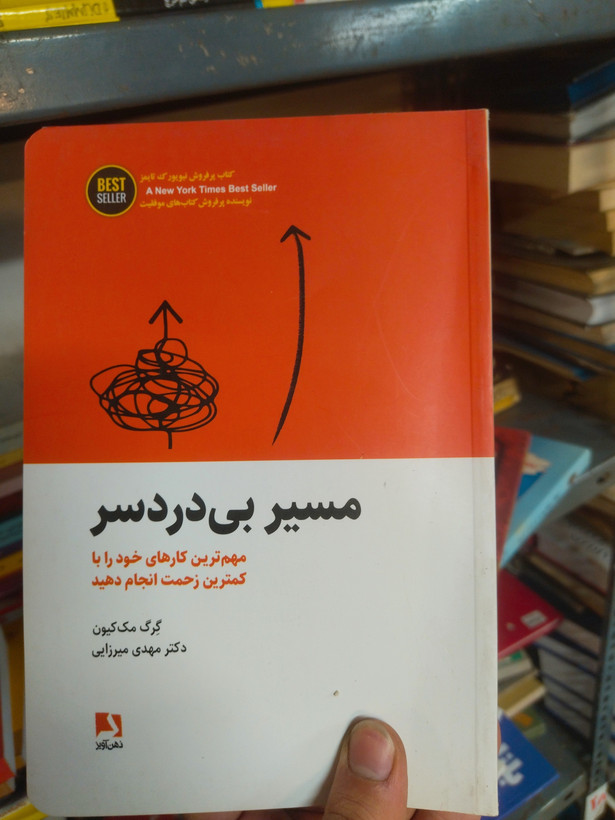 BEST
SELLER
کتاب پرفروش نیویورک تایمز
A New York Times Best Seller
نویسنده پرفروش کتاب‌های موفقیت
مسیر بی‌دردسر
مهم‌ترین کارهای خود را با
کمترین زحمت انجام دهید
گِرگ مک‌کیون
دکتر مهدی میرزایی
ذهن‌آویز